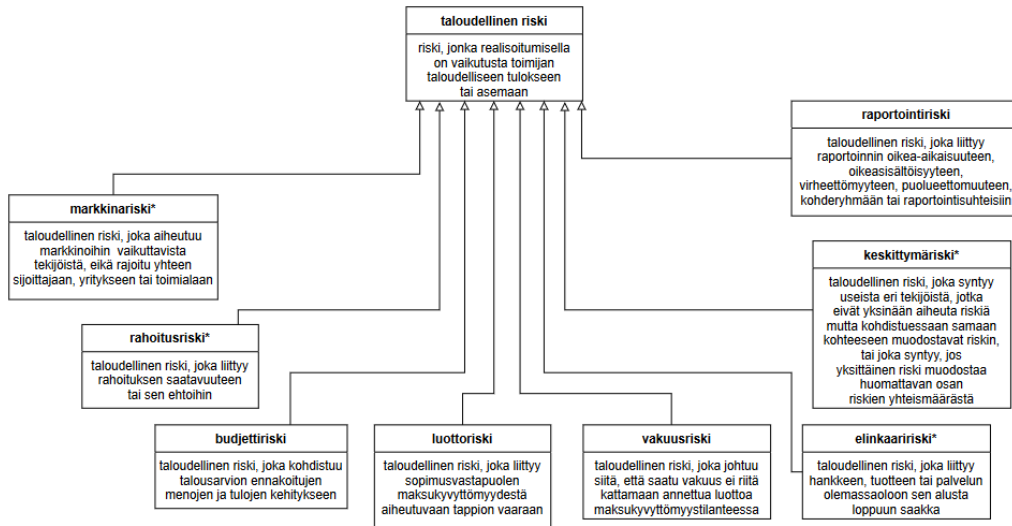 taloudellinen riski
riski, jonka realisoitumisella
on vaikutusta toimijan
taloudelliseen tulokseen
tai asemaan
raportointiriski
taloudellinen riski, joka liittyy
raportoinnin oikea-aikaisuuteen,
oikeasisältöisyyteen,
virheettömyyteen, puolueettomuuteen,
kohderyhmään tai raportointisuhteisiin
markkinariski*
taloudellinen riski, joka aiheutuu
markkinoihin vaikuttavista
tekijöistä, eikä rajoitu yhteen
sijoittajaan, yritykseen tai toimialaan
keskittymäriski*
taloudellinen riski, joka syntyy
useista eri tekijöistä, jotka
eivät yksinään aiheuta riskiä
mutta kohdistuessaan samaan
kohteeseen muodostavat riskin,
tai joka syntyy, jos
yksittäinen riski muodostaa
huomattavan osan
riskien yhteismäärästä
rahoitusriski*
taloudellinen riski, joka liittyy
rahoituksen saatavuuteen
tai sen ehtoihin
budjettiriski
taloudellinen riski, joka kohdistuu
talousarvion ennakoitujen
menojen ja tulojen kehitykseen
luottoriski
taloudellinen riski, joka liittyy
sopimusvastapuolen
maksukyvyttömyydestä
aiheutuvaan tappion vaaraan
vakuusriski
taloudellinen riski, joka johtuu
siitä, että saatu vakuus ei riitä
kattamaan annettua luottoa
maksukyvyttömyystilanteessa
elinkaaririski*
taloudellinen riski, joka liittyy
hankkeen, tuotteen tai palvelun
olemassaoloon sen alusta
loppuun saakka